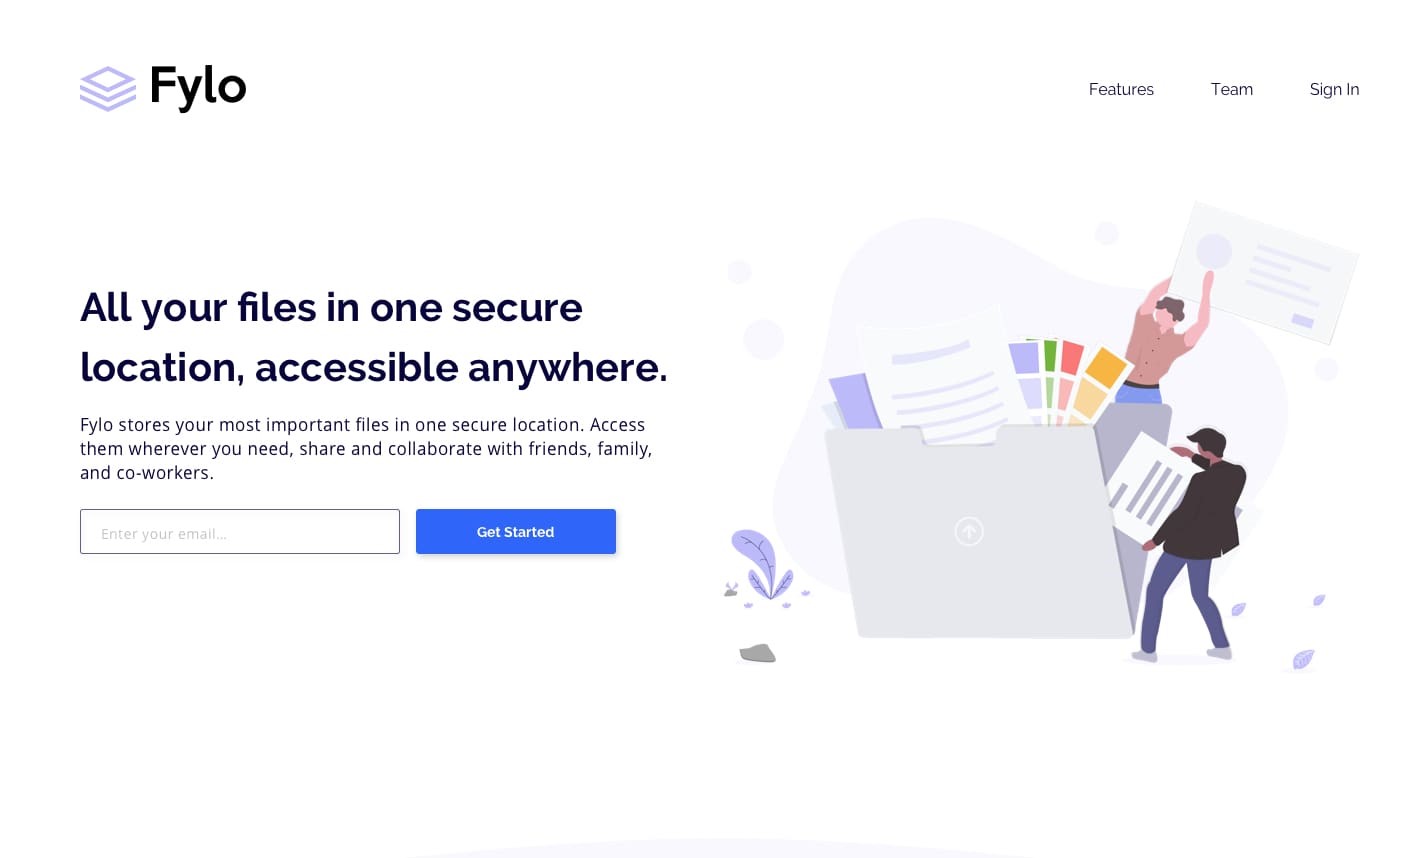 Fylo
Features
Team
Sign In
All your files in one secure
location, accessible anywhere.
Fylo stores your most important files in one secure location. Access
them wherever you need, share and collaborate with friends, family,
and co-workers.
Enter your email...
Get Started